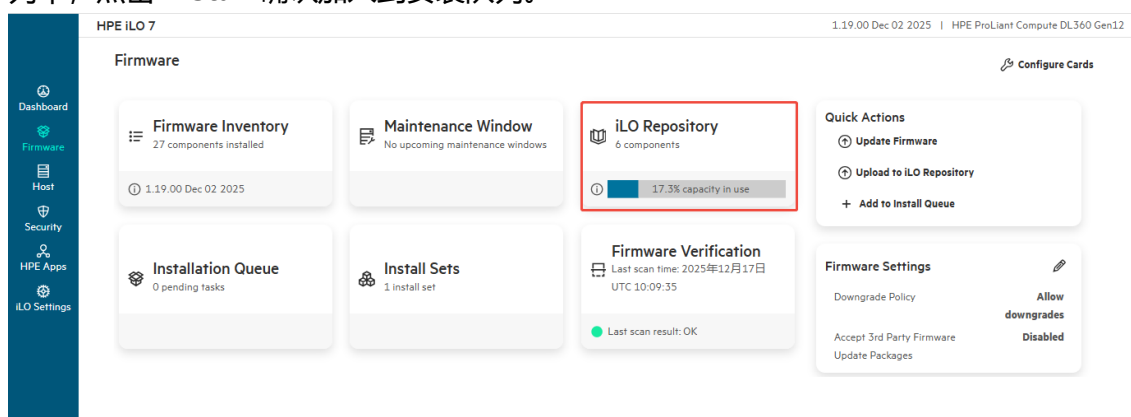 HPE iLO 7
1.19.00 Dec 02 2025 | HPE ProLiant Compute DL360 Gen12
Firmware
Configure Cards
Dashboard
Firmware
Host
Security
HPE Apps
iLO Settings
Firmware Inventory
27 components installed
1.19.00 Dec 02 2025
Maintenance Window
No upcoming maintenance windows
iLO Repository
6 components
17.3% capacity in use
Quick Actions
Update Firmware
Upload to iLO Repository
+ Add to Install Queue
Installation Queue
0 pending tasks
Install Sets
1 install set
Firmware Verification
Last scan time: 2025年12月17日
UTC 10:09:35
Last scan result: OK
Firmware Settings
Downgrade Policy
Allow
downgrades
Accept 3rd Party Firmware
Update Packages
Disabled